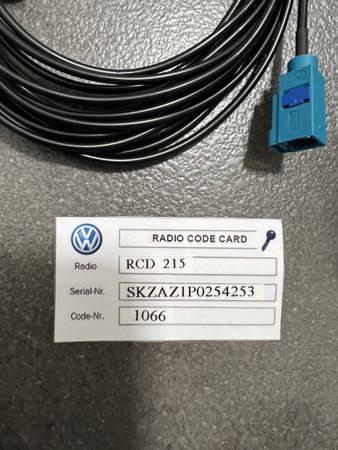 RADIO CODE CARD
Radio RCD 215
Serial-Nr. SKZAZ1P0254253
Code-Nr. 1066